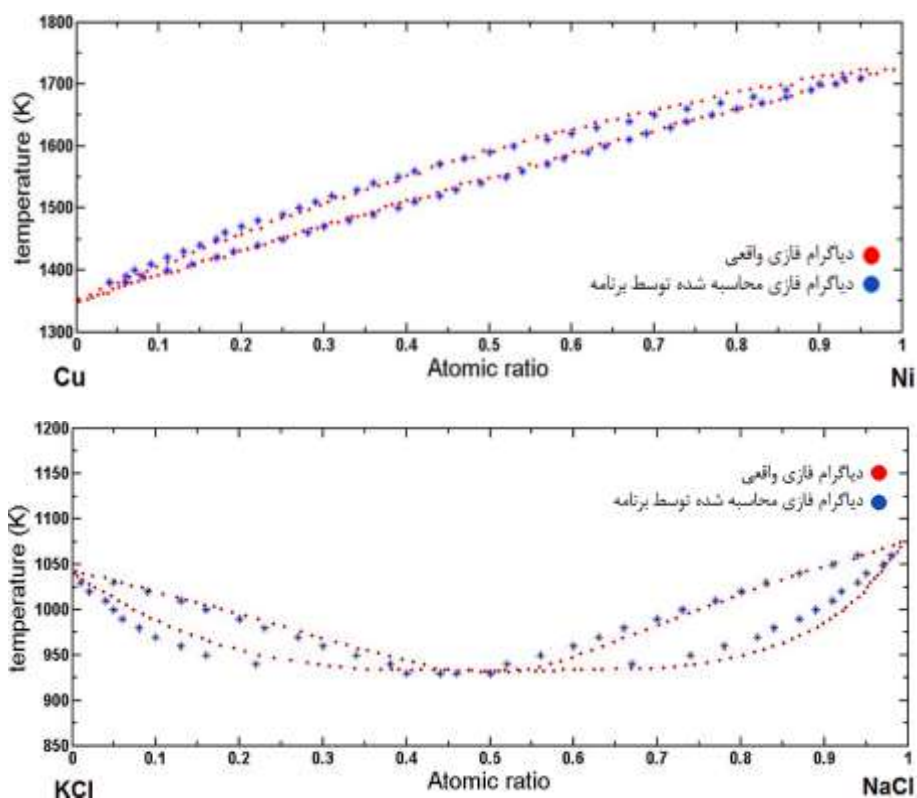 1800
1700
1600
1500
1400
1300
temperature (K)
دیاگرام فازی واقعی
دیاگرام فازی محاسبه شده توسط برنامه
0 0.1 0.2 0.3 0.4 0.5 0.6 0.7 0.8 0.9 1
Cu Atomic ratio Ni
1200
1150
1100
1050
1000
950
900
850
temperature (K)
دیاگرام فازی واقعی
دیاگرام فازی محاسبه شده توسط برنامه
0 0.1 0.2 0.3 0.4 0.5 0.6 0.7 0.8 0.9 1
KCl Atomic ratio NaCl